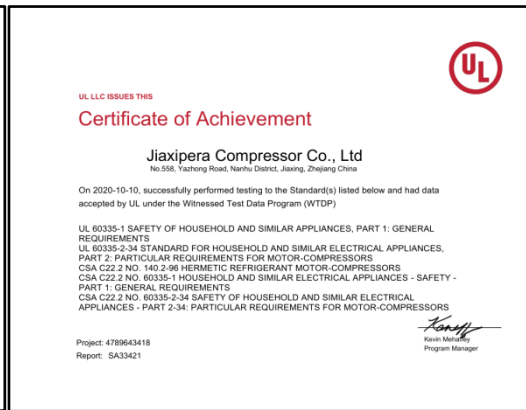 UL
UL LLC ISSUES THIS
Certificate of Achievement
Jiaxipera Compressor Co., Ltd
No.558, Yazhong Road, Nanhu District, Jiaxing, Zhejiang China
On 2020-10-10, successfully performed testing to the Standard(s) listed below and had data
accepted by UL under the Witnessed Test Data Program (WTDP)
UL 60335-1 SAFETY OF HOUSEHOLD AND SIMILAR APPLIANCES, PART 1: GENERAL
REQUIREMENTS
UL 60335-2-34 STANDARD FOR HOUSEHOLD AND SIMILAR ELECTRICAL APPLIANCES,
PART 2: PARTICULAR REQUIREMENTS FOR MOTOR-COMPRESSORS
CSA C22.2 NO. 140.2-96 HERMETIC REFRIGERANT MOTOR-COMPRESSORS
CSA C22.2 NO. 60335-1 HOUSEHOLD AND SIMILAR ELECTRICAL APPLIANCES - SAFETY -
PART 1: GENERAL REQUIREMENTS
CSA C22.2 NO. 60335-2-34 SAFETY OF HOUSEHOLD AND SIMILAR ELECTRICAL
APPLIANCES - PART 2-34: PARTICULAR REQUIREMENTS FOR MOTOR-COMPRESSORS
Project: 4789643418
Report: SA33421
Kevin Mehaffey
Program Manager